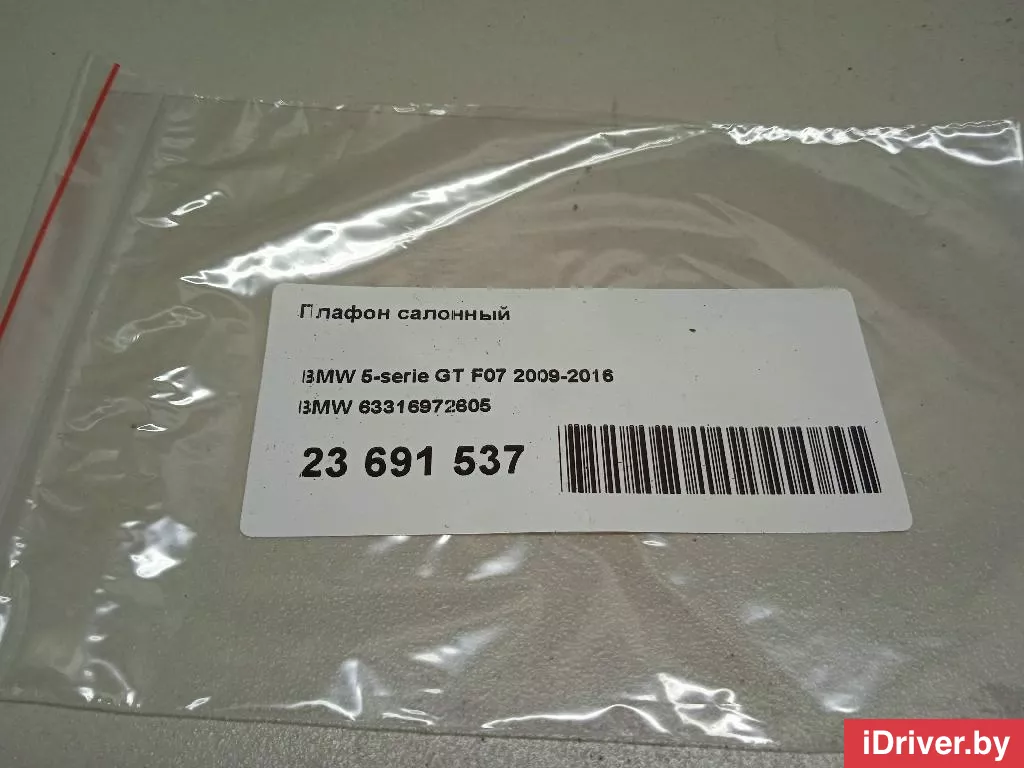 Плафон салонный
BMW 5-serie GT F07 2009-2016
BMW 63316972605
23 691 537
iDriver.by